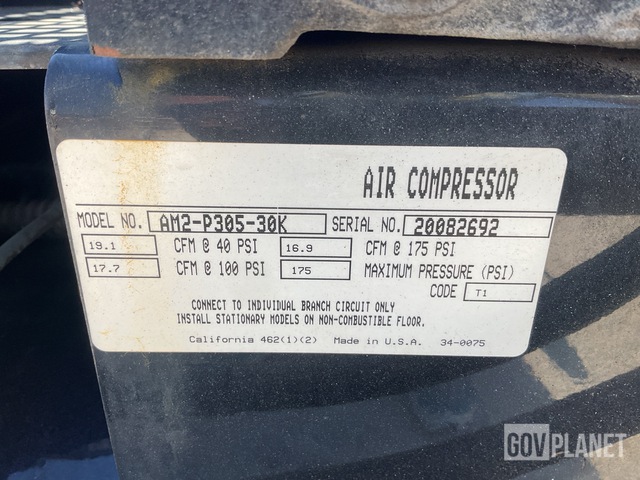 AIR COMPRESSOR
MODEL NO. AM2-P305-30K SERIAL NO. 20082692
19.1 CFM @ 40 PSI 16.9 CFM @ 175 PSI
17.7 CFM @ 100 PSI 175 MAXIMUM PRESSURE (PSI)
CODE T1
CONNECT TO INDIVIDUAL BRANCH CIRCUIT ONLY
INSTALL STATIONARY MODELS ON NON-COMBUSTIBLE FLOOR.
California 462(1)(2) Made in U.S.A. 34-0075
GOVPLANET